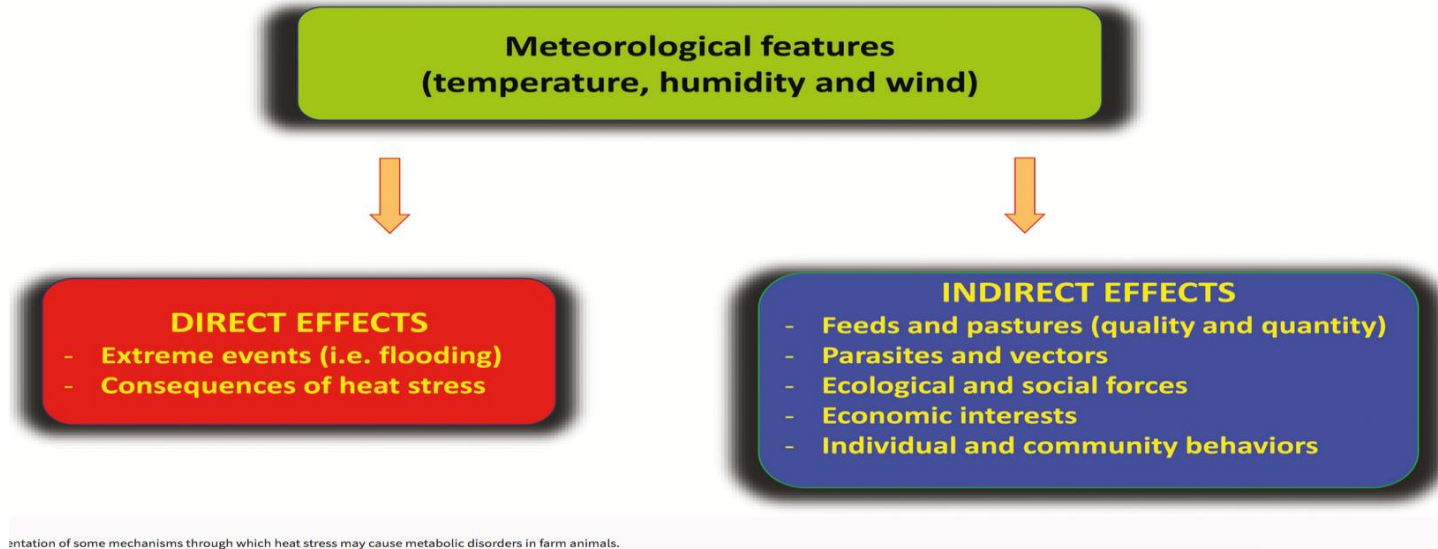 Meteorological features
(temperature, humidity and wind)
DIRECT EFFECTS
- Extreme events (i.e. flooding)
- Consequences of heat stress
INDIRECT EFFECTS
- Feeds and pastures (quality and quantity)
- Parasites and vectors
- Ecological and social forces
- Economic interests
- Individual and community behaviors
of some mechanisms through which heat stress may cause metabolic disorders in farm animals.